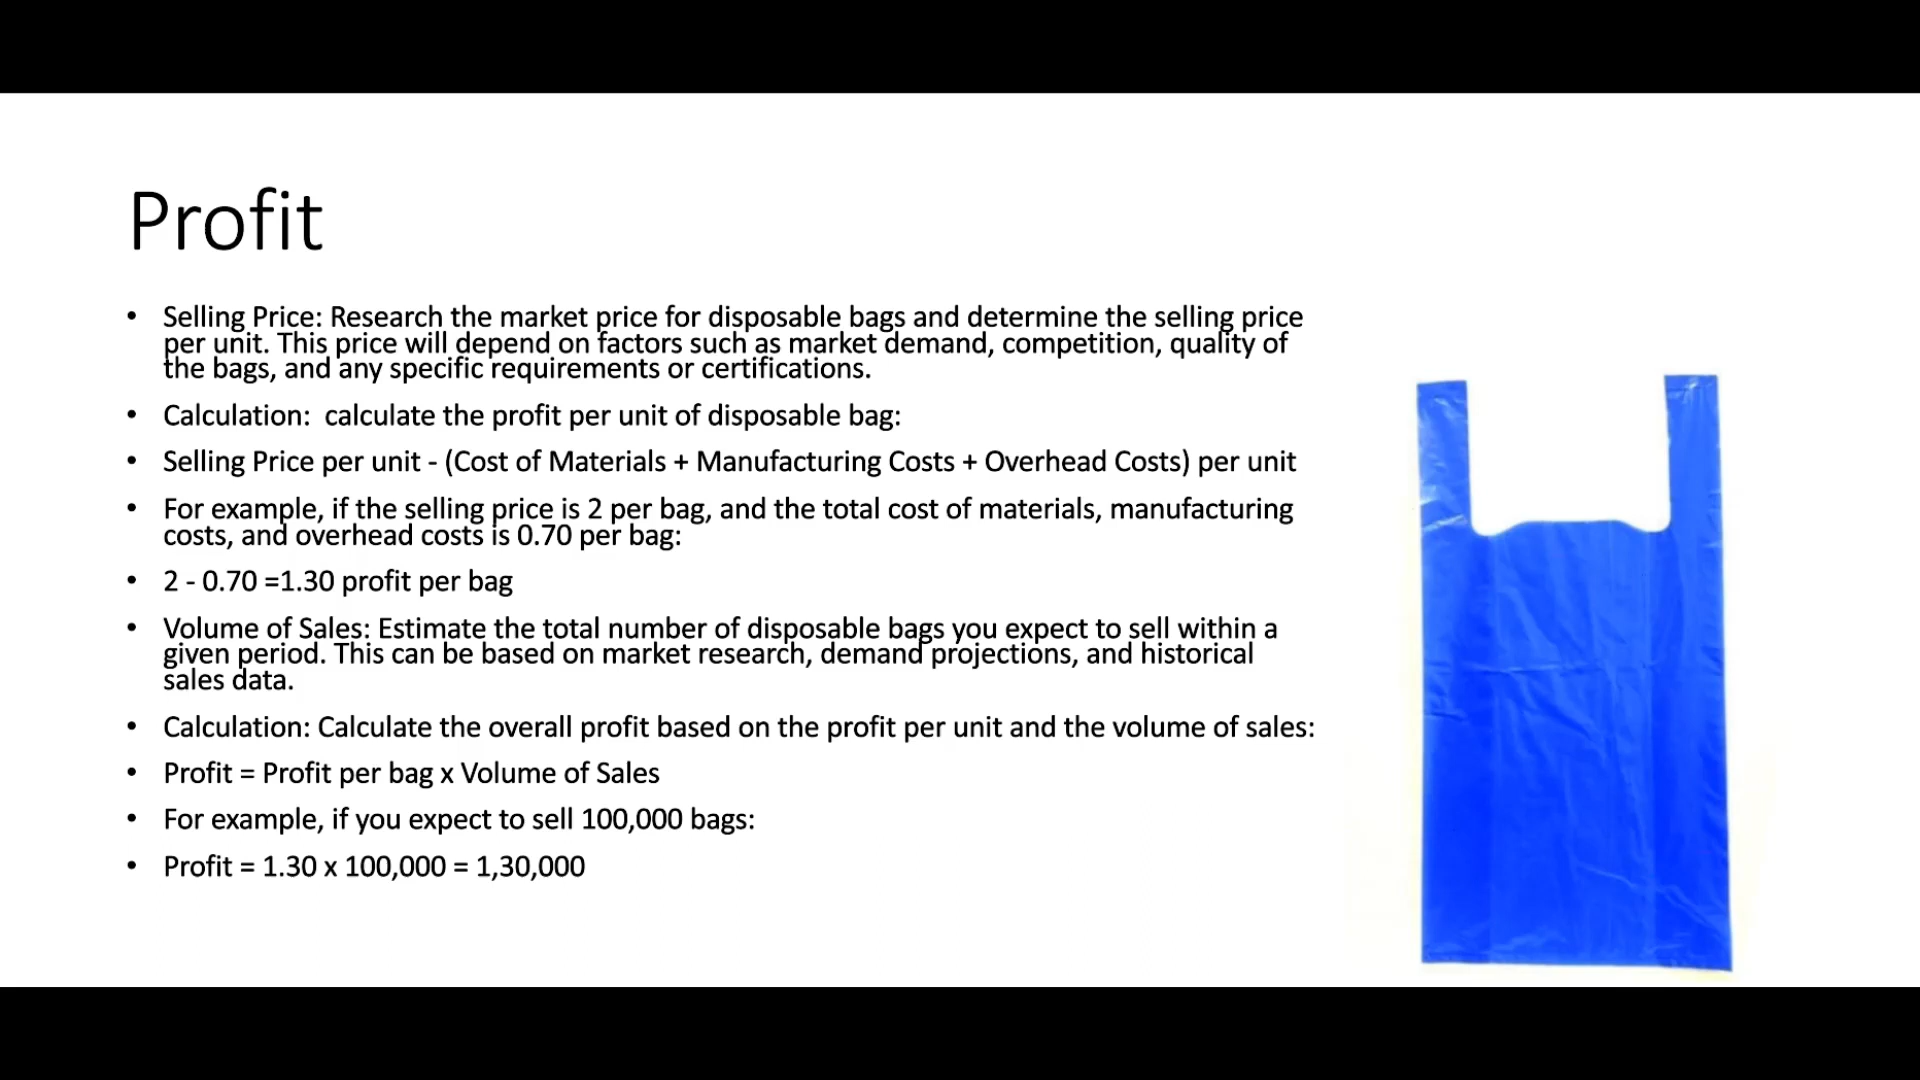 Profit
• Selling Price: Research the market price for disposable bags and determine the selling price
per unit. This price will depend on factors such as market demand, competition, quality of
the bags, and any specific requirements or certifications.
• Calculation:  calculate the profit per unit of disposable bag:
• Selling Price per unit - (Cost of Materials + Manufacturing Costs + Overhead Costs) per unit
• For example, if the selling price is 2 per bag, and the total cost of materials, manufacturing
costs, and overhead costs is 0.70 per bag:
• 2 - 0.70 =1.30 profit per bag
• Volume of Sales: Estimate the total number of disposable bags you expect to sell within a
given period. This can be based on market research, demand projections, and historical
sales data.
• Calculation: Calculate the overall profit based on the profit per unit and the volume of sales:
• Profit = Profit per bag x Volume of Sales
• For example, if you expect to sell 100,000 bags:
• Profit = 1.30 x 100,000 = 1,30,000